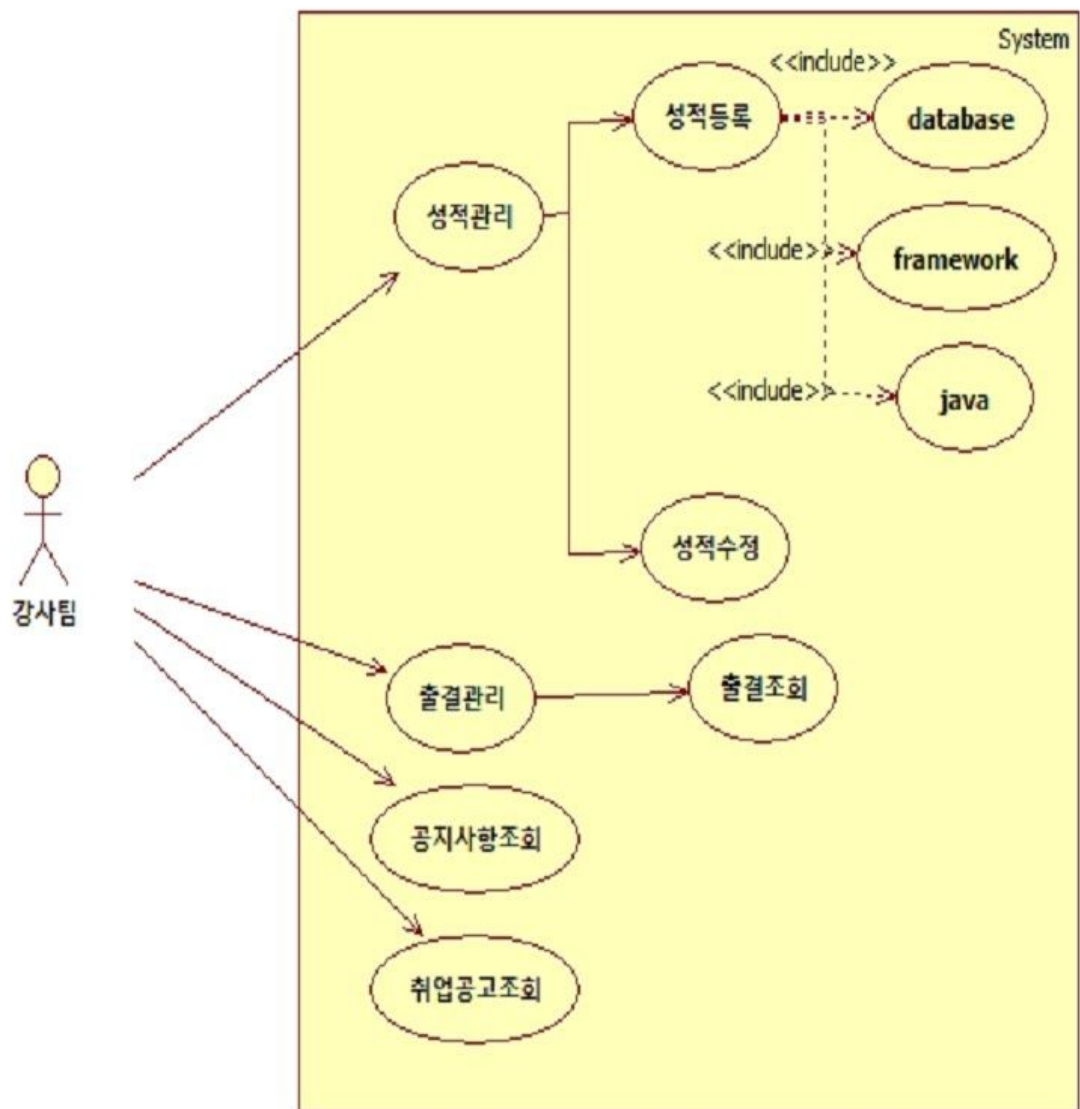 System
<<include>>
성적등록
database
성적관리
<<include>>
framework
<<include>>
java
성적수정
강사팀
출결관리
출결조회
공지사항조회
취업공고조회